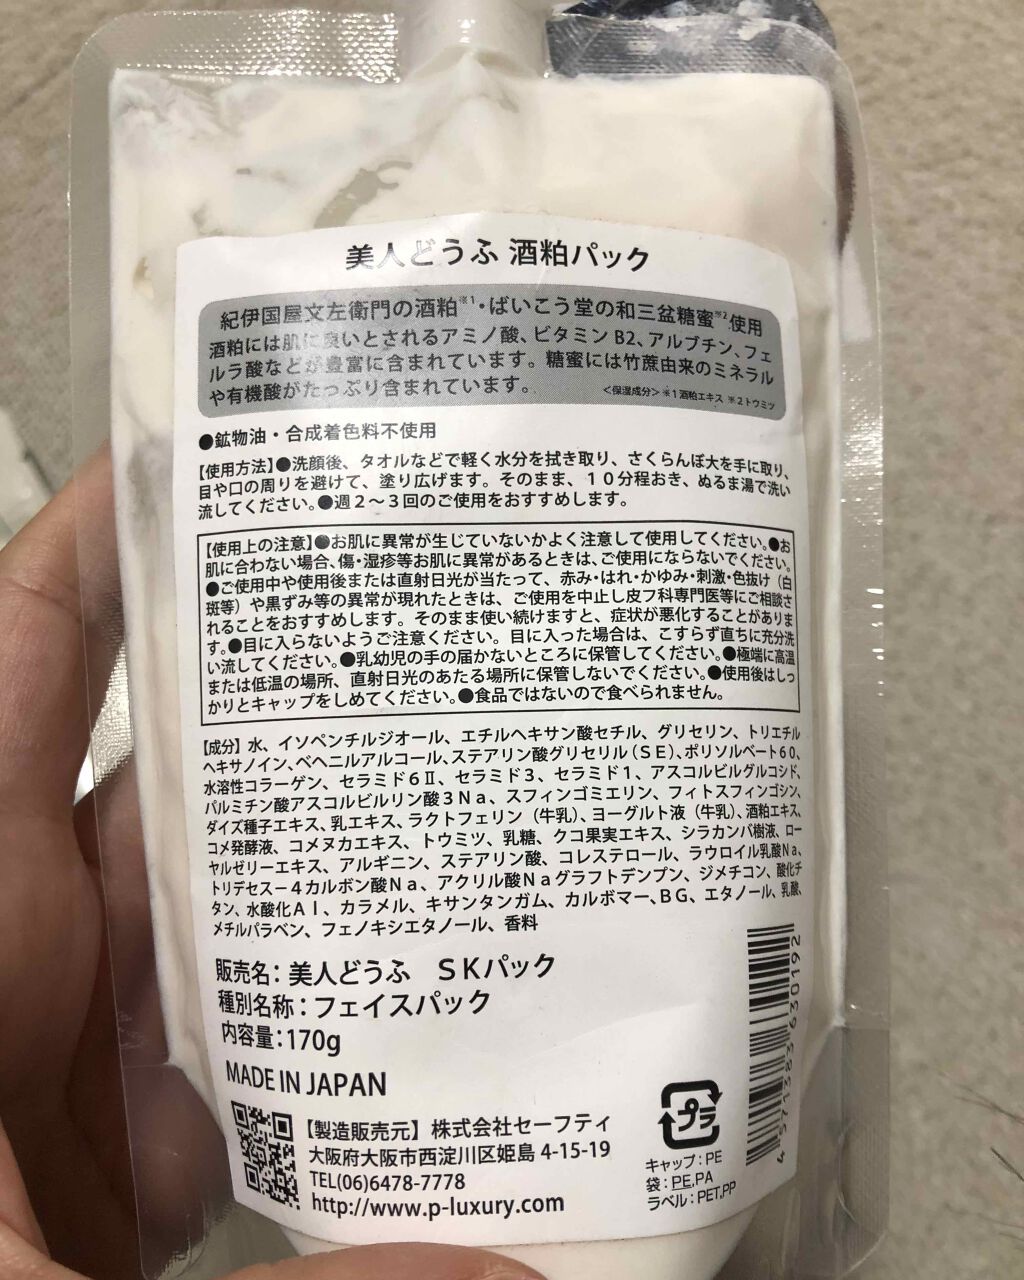 美人どうふ 酒粕パック
紀伊国屋文左衛門の酒粕※1・ばいこう堂の和三盆糖蜜※2使用
酒粕には肌に良いとされるアミノ酸、ビタミンB2、アルブチン、フェ
ルラ酸などが豊富に含まれています。糖蜜には竹蔗由来のミネラル
や有機酸がたっぷり含まれています。
<保湿成分>※1酒粕エキス ※2トウミツ
●鉱物油・合成着色料不使用
【使用方法】●洗顔後、タオルなどで軽く水分を拭き取り、さくらんぼ大を手に取り、
目や口の周りを避けて、塗り広げます。そのまま、10分程おき、ぬるま湯で洗い
流してください。●週2〜3回のご使用をおすすめします。
【使用上の注意】●お肌に異常が生じていないかよく注意して使用してください。●お
肌に合わない場合、傷・湿疹等お肌に異常があるときは、ご使用にならないでください。
●ご使用中や使用後または直射日光が当たって、赤み・はれ・かゆみ・刺激・色抜け(白
斑等)や黒ずみ等の異常が現れたときは、ご使用を中止し皮フ科専門医等にご相談さ
れることをおすすめします。そのまま使い続けますと、症状が悪化することがありま
す。●目に入らないようご注意ください。目に入った場合は、こすらず直ちに充分洗
い流してください。●乳幼児の手の届かないところに保管してください。●極端に高温
または低温の場所、直射日光のあたる場所に保管しないでください。●使用後はしっ
かりとキャップをしめてください。●食品ではないので食べられません。
【成分】水、イソペンチルジオール、エチルヘキサン酸セチル、グリセリン、トリエチル
ヘキサノイン、ベヘニルアルコール、ステアリン酸グリセリル(SE)、ポリソルベート60、
水溶性コラーゲン、セラミド6Ⅱ、セラミド3、セラミド1、アスコルビルグルコシド、
パルミチン酸アスコルビルリン酸3Na、スフィンゴミエリン、フィトスフィンゴシン、
ダイズ種子エキス、乳エキス、ラクトフェリン(牛乳)、ヨーグルト液(牛乳)、酒粕エキス、
コメ発酵液、コメヌカエキス、トウミツ、乳糖、クコ果実エキス、シラカンバ樹液、ロー
ヤルゼリーエキス、アルギニン、ステアリン酸、コレステロール、ラウロイル乳酸Na、
トリデセス−4カルボン酸Na、アクリル酸Naグラフトデンプン、ジメチコン、酸化チ
タン、水酸化Al、カラメル、キサンタンガム、カルボマー、BG、エタノール、乳酸、
メチルパラベン、フェノキシエタノール、香料
販売名:美人どうふ SKパック
種別名称:フェイスパック
内容量:170g
MADE IN JAPAN
【製造販売元】株式会社セーフティ
大阪府大阪市西淀川区姫島 4-15-19
TEL(06)6478-7778
http://www.p-luxury.com
プラ
キャップ:PE
袋:PE,PA
ラベル:PET,PP
4571383630192